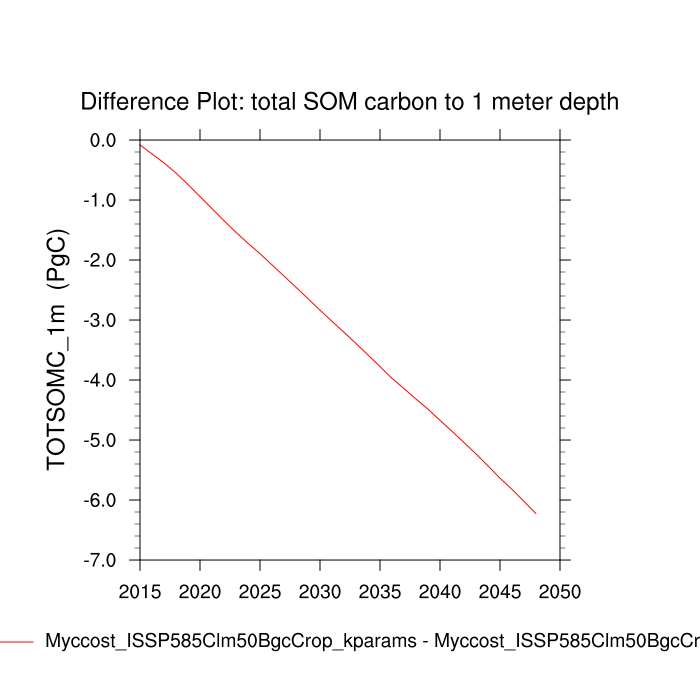 Difference Plot: total SOM carbon to 1 meter depth
TOTSOMC_1m (PgC)
0.0
-1.0
-2.0
-3.0
-4.0
-5.0
-6.0
-7.0
2015 2020 2025 2030 2035 2040 2045 2050
Myccost_ISSP585Clm50BgcCrop_kparams - Myccost_ISSP585Clm50BgcCr